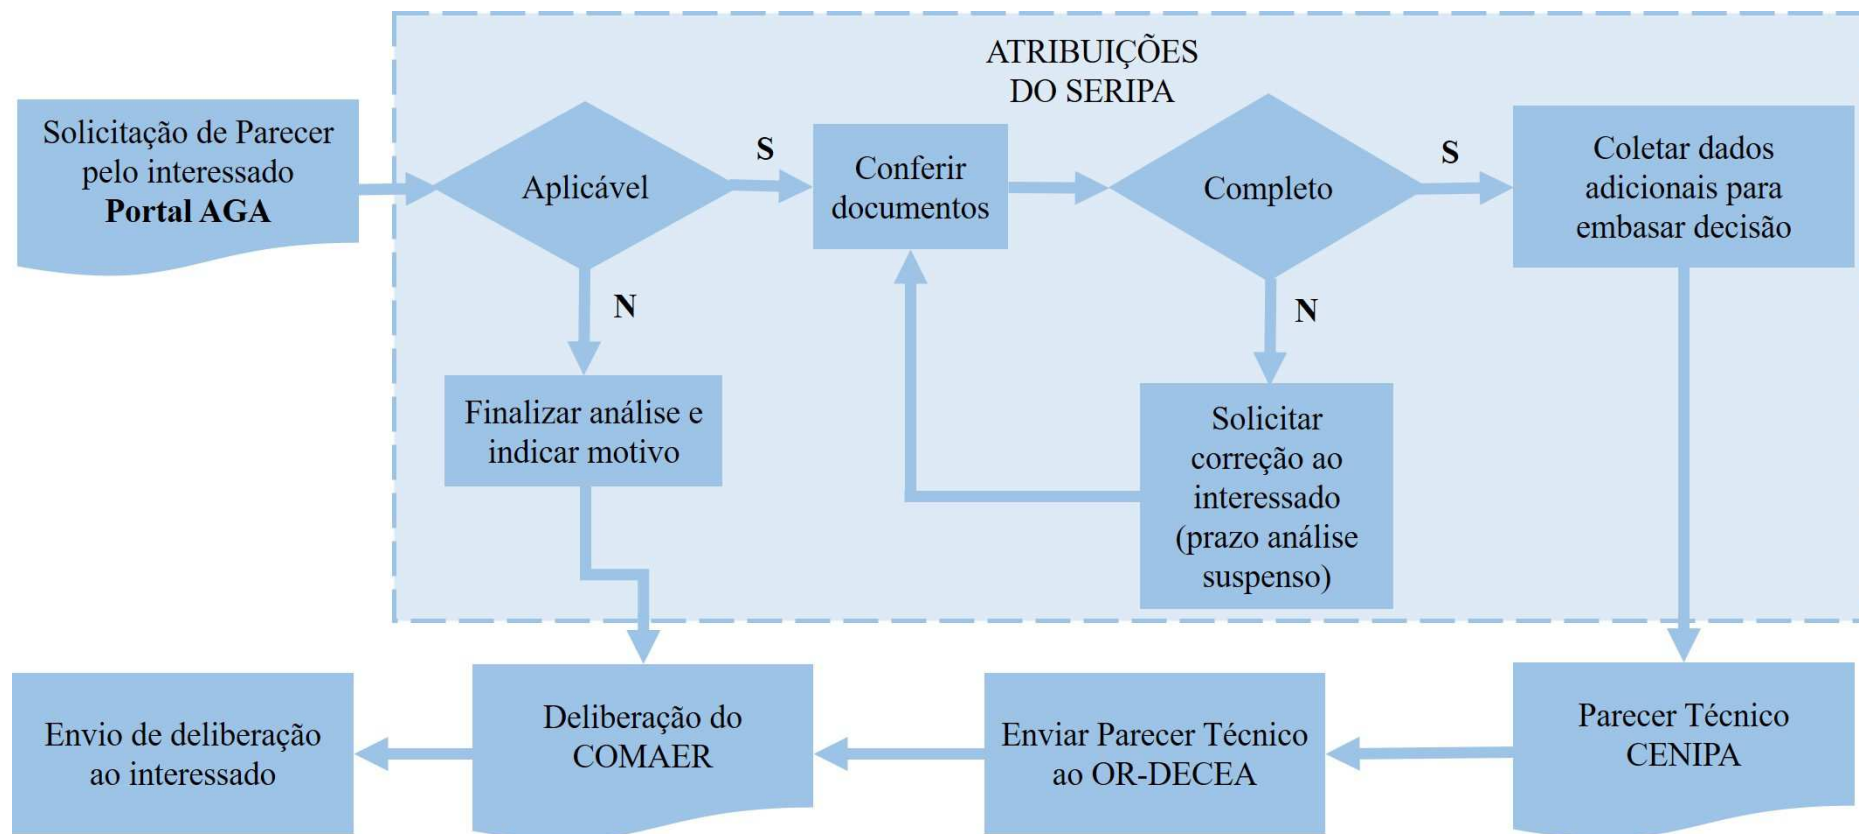 ATRIBUIÇÕES
DO SERIPA
Solicitação de Parecer
pelo interessado
Portal AGA
Aplicável
S
Conferir
documentos
Completo
S
Coletar dados
adicionais para
embasar decisão
N
Finalizar análise e
indicar motivo
N
Solicitar
correção ao
interessado
(prazo análise
suspenso)
Envio de deliberação
ao interessado
Deliberação do
COMAER
Enviar Parecer Técnico
ao OR-DECEA
Parecer Técnico
CENIPA